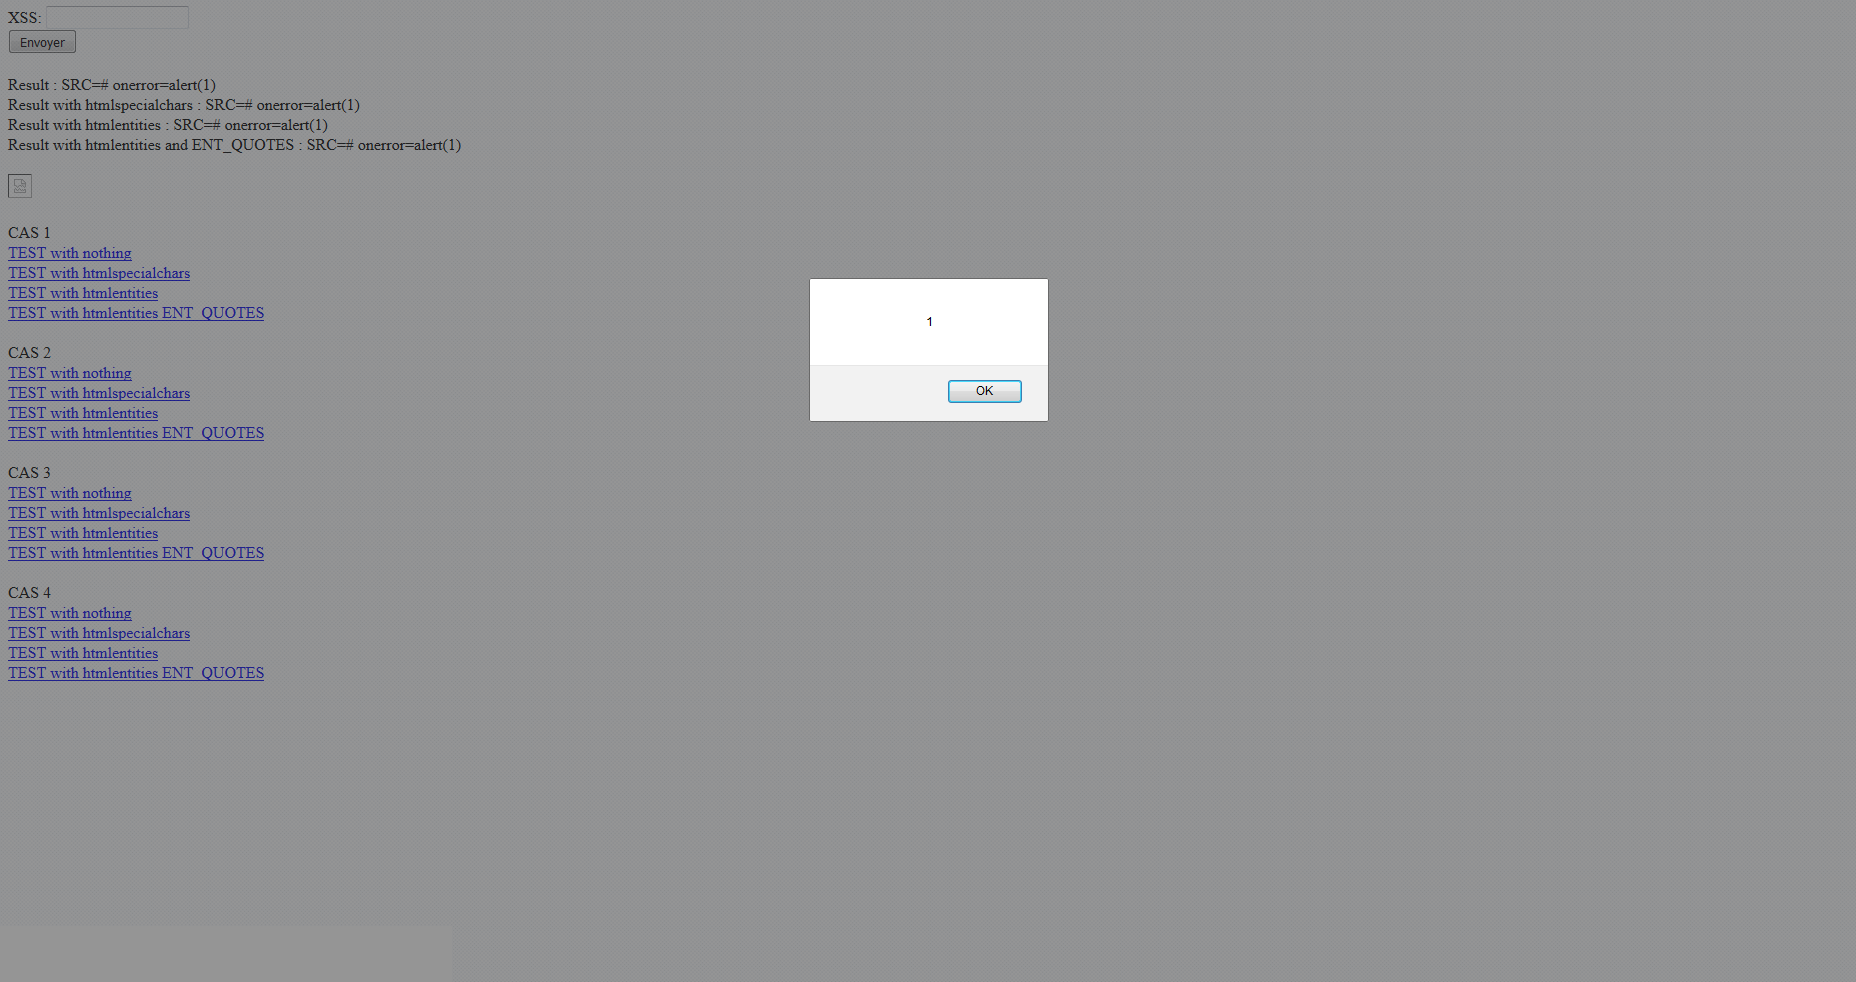 XSS:
Envoyer
Result : SRC=# onerror=alert(1)
Result with htmlspecialchars : SRC=# onerror=alert(1)
Result with htmlentities : SRC=# onerror=alert(1)
Result with htmlentities and ENT_QUOTES : SRC=# onerror=alert(1)
CAS 1
TEST with nothing
TEST with htmlspecialchars
TEST with htmlentities
TEST with htmlentities ENT_QUOTES
CAS 2
TEST with nothing
TEST with htmlspecialchars
TEST with htmlentities
TEST with htmlentities ENT_QUOTES
CAS 3
TEST with nothing
TEST with htmlspecialchars
TEST with htmlentities
TEST with htmlentities ENT_QUOTES
CAS 4
TEST with nothing
TEST with htmlspecialchars
TEST with htmlentities
TEST with htmlentities ENT_QUOTES
1
OK